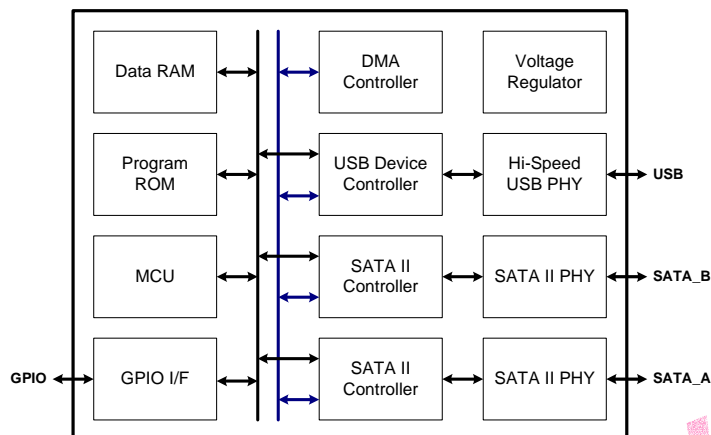 Data RAM
DMA
Controller
Voltage
Regulator
Program
ROM
USB Device
Controller
Hi-Speed
USB PHY
USB
MCU
SATA II
Controller
SATA II PHY
SATA_B
GPIO
GPIO I/F
SATA II
Controller
SATA II PHY
SATA_A